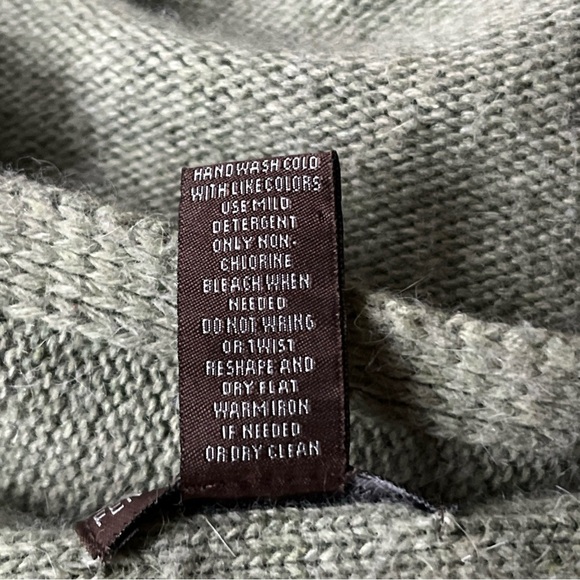 HAND WASH COLD
WITH LIKE COLORS
USE MILD
DETERGENT
ONLY NON-
CHLORINE
BLEACH WHEN
NEEDED
DO NOT WRING
OR TWIST
RESHAPE AND
DRY FLAT
WARM IRON
IF NEEDED
OR DRY CLEAN